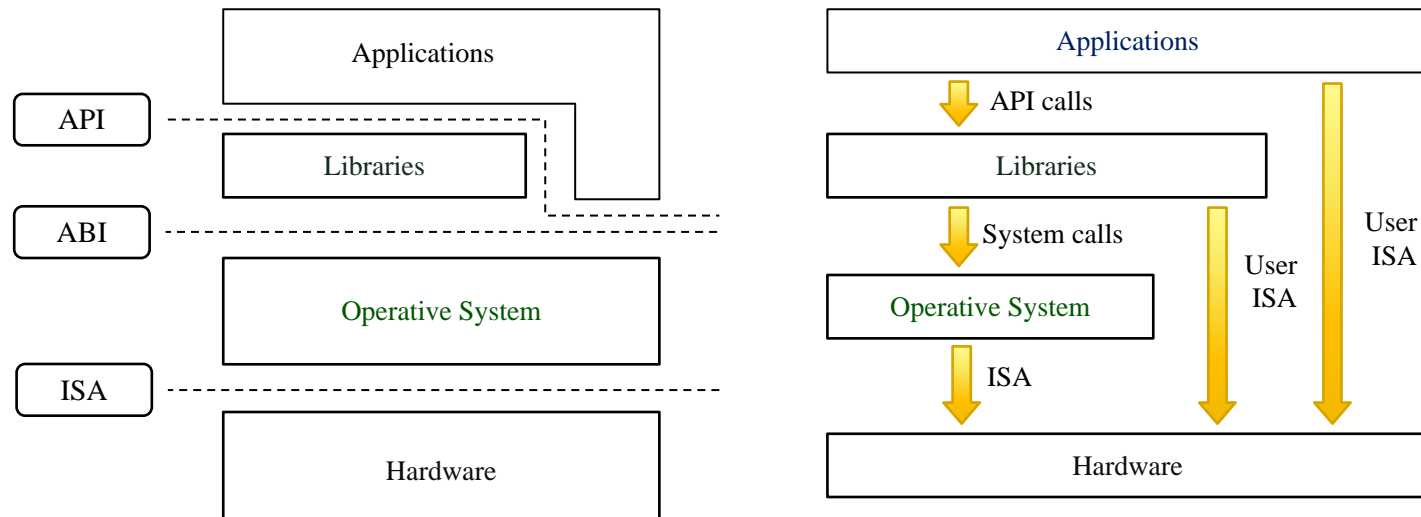 Applications
API
Libraries
ABI
Operative System
ISA
Hardware
Applications
API calls
Libraries
System calls
User
ISA
User
ISA
Operative System
ISA
Hardware